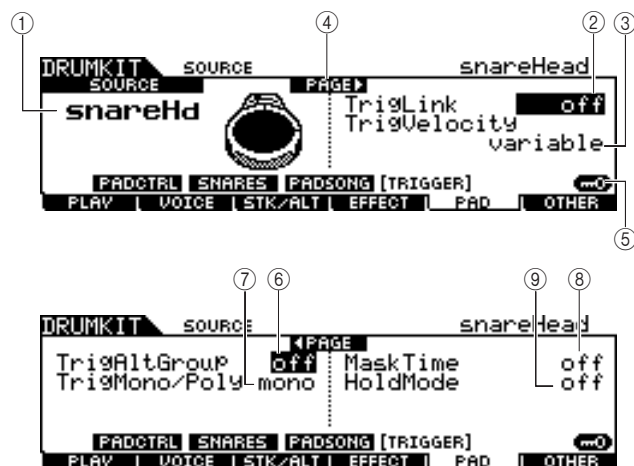 ① ④ ② ③
DRUMKIT SOURCE snareHead
SOURCE PAGE▶
snareHd TrigLink off
TrigVelocity
variable
PADCTRL SNARES PADSONG [TRIGGER]
PLAY VOICE STK/ALT EFFECT PAD OTHER
⑤
⑦ ⑥ ⑨ ⑧
DRUMKIT SOURCE snareHead
◀PAGE
TrigAltGroup off MaskTime off
TrigMono/Poly mono HoldMode off
PADCTRL SNARES PADSONG [TRIGGER]
PLAY VOICE STK/ALT EFFECT PAD OTHER